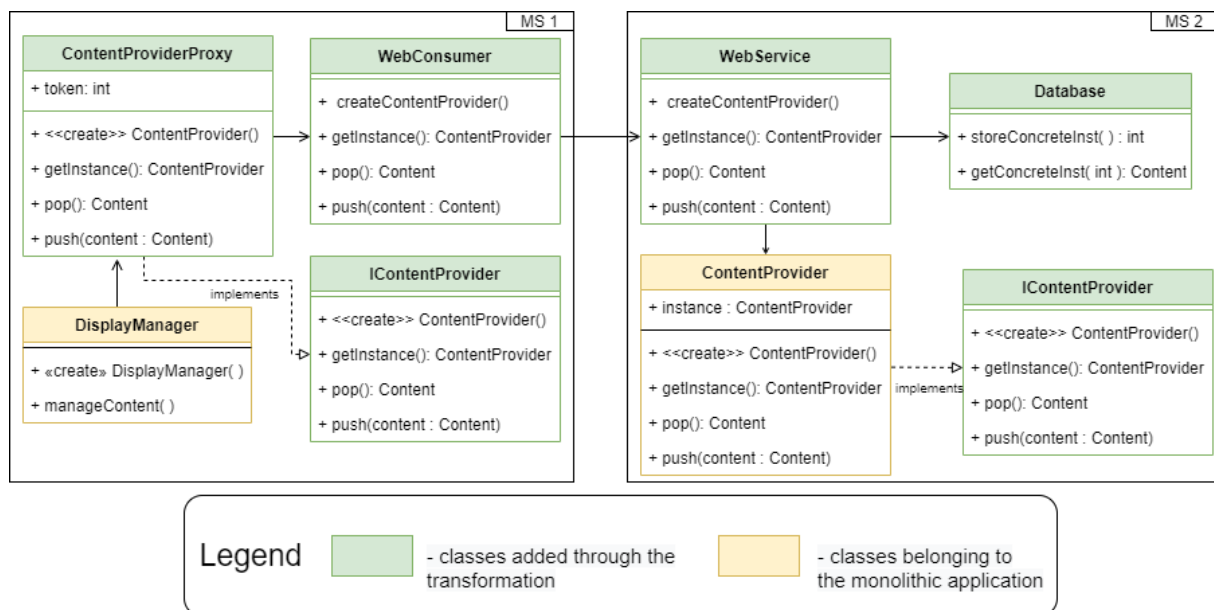 MS 1
ContentProviderProxy
+ token: int
+ <<create>> ContentProvider()
+ getInstance(): ContentProvider
+ pop(): Content
+ push(content : Content)
WebConsumer
+ createContentProvider()
+ getInstance(): ContentProvider
+ pop(): Content
+ push(content : Content)
implements
IContentProvider
+ <<create>> ContentProvider()
+ getInstance(): ContentProvider
+ pop(): Content
+ push(content : Content)
DisplayManager
+ «create» DisplayManager( )
+ manageContent( )
MS 2
WebService
+ createContentProvider()
+ getInstance(): ContentProvider
+ pop(): Content
+ push(content : Content)
Database
+ storeConcreteInst( ) : int
+ getConcreteInst( int ): Content
ContentProvider
+ instance : ContentProvider
+ <<create>> ContentProvider()
+ getInstance(): ContentProvider
+ pop(): Content
+ push(content : Content)
implements
IContentProvider
+ <<create>> ContentProvider()
+ getInstance(): ContentProvider
+ pop(): Content
+ push(content : Content)
Legend
- classes added through the
transformation
- classes belonging to
the monolithic application